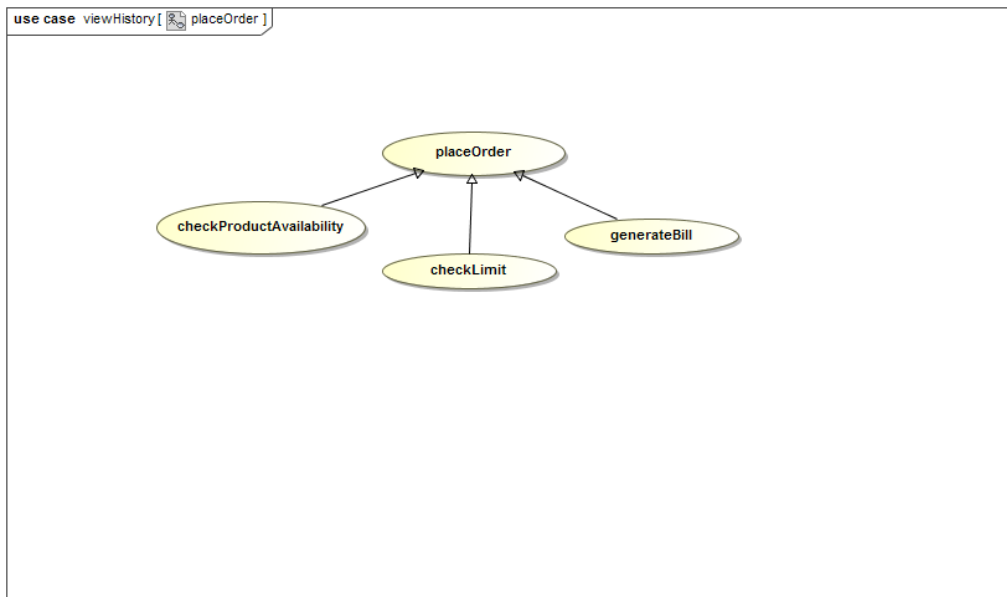 use case viewHistory [ placeOrder ]
placeOrder
checkProductAvailability
generateBill
checkLimit